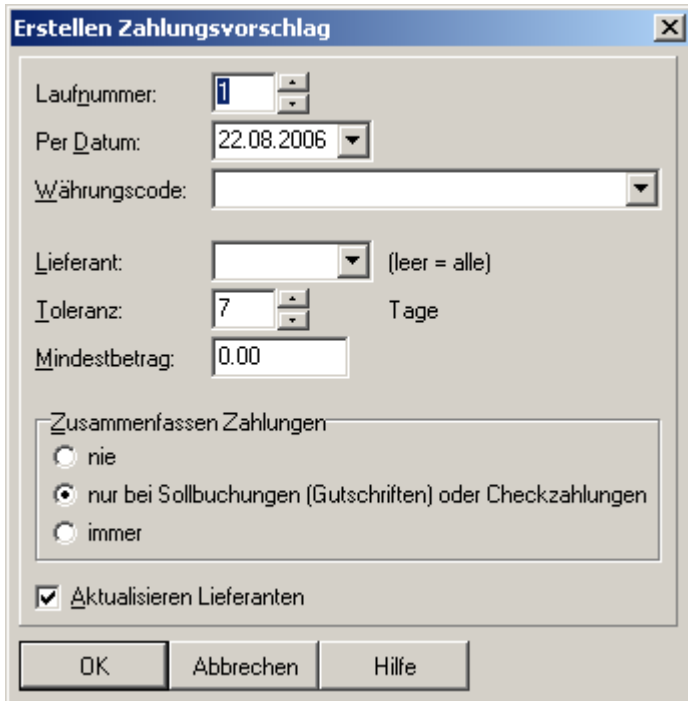 Erstellen Zahlungsvorschlag
Laufnummer: 1
Per Datum: 22.08.2006
Währungscode:
Lieferant: (leer = alle)
Toleranz: 7 Tage
Mindestbetrag: 0.00
Zusammenfassen Zahlungen
nie
nur bei Sollbuchungen (Gutschriften) oder Checkzahlungen
immer
Aktualisieren Lieferanten
OK Abbrechen Hilfe